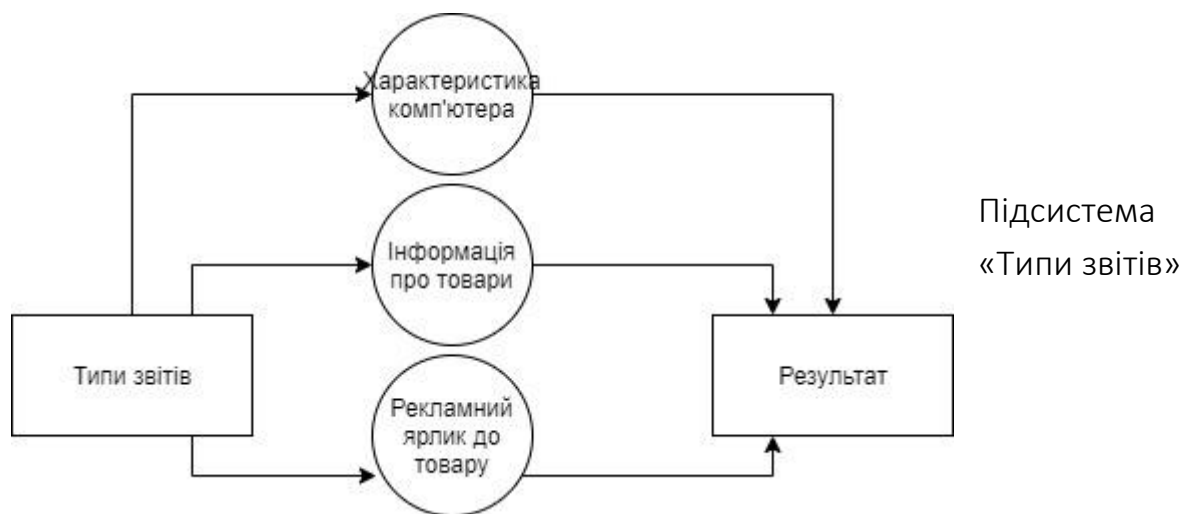 Характеристика
комп'ютера
Інформація
про товари
Підсистема
«Типи звітів»
Типи звітів
Результат
Рекламний
ярлик до
товару